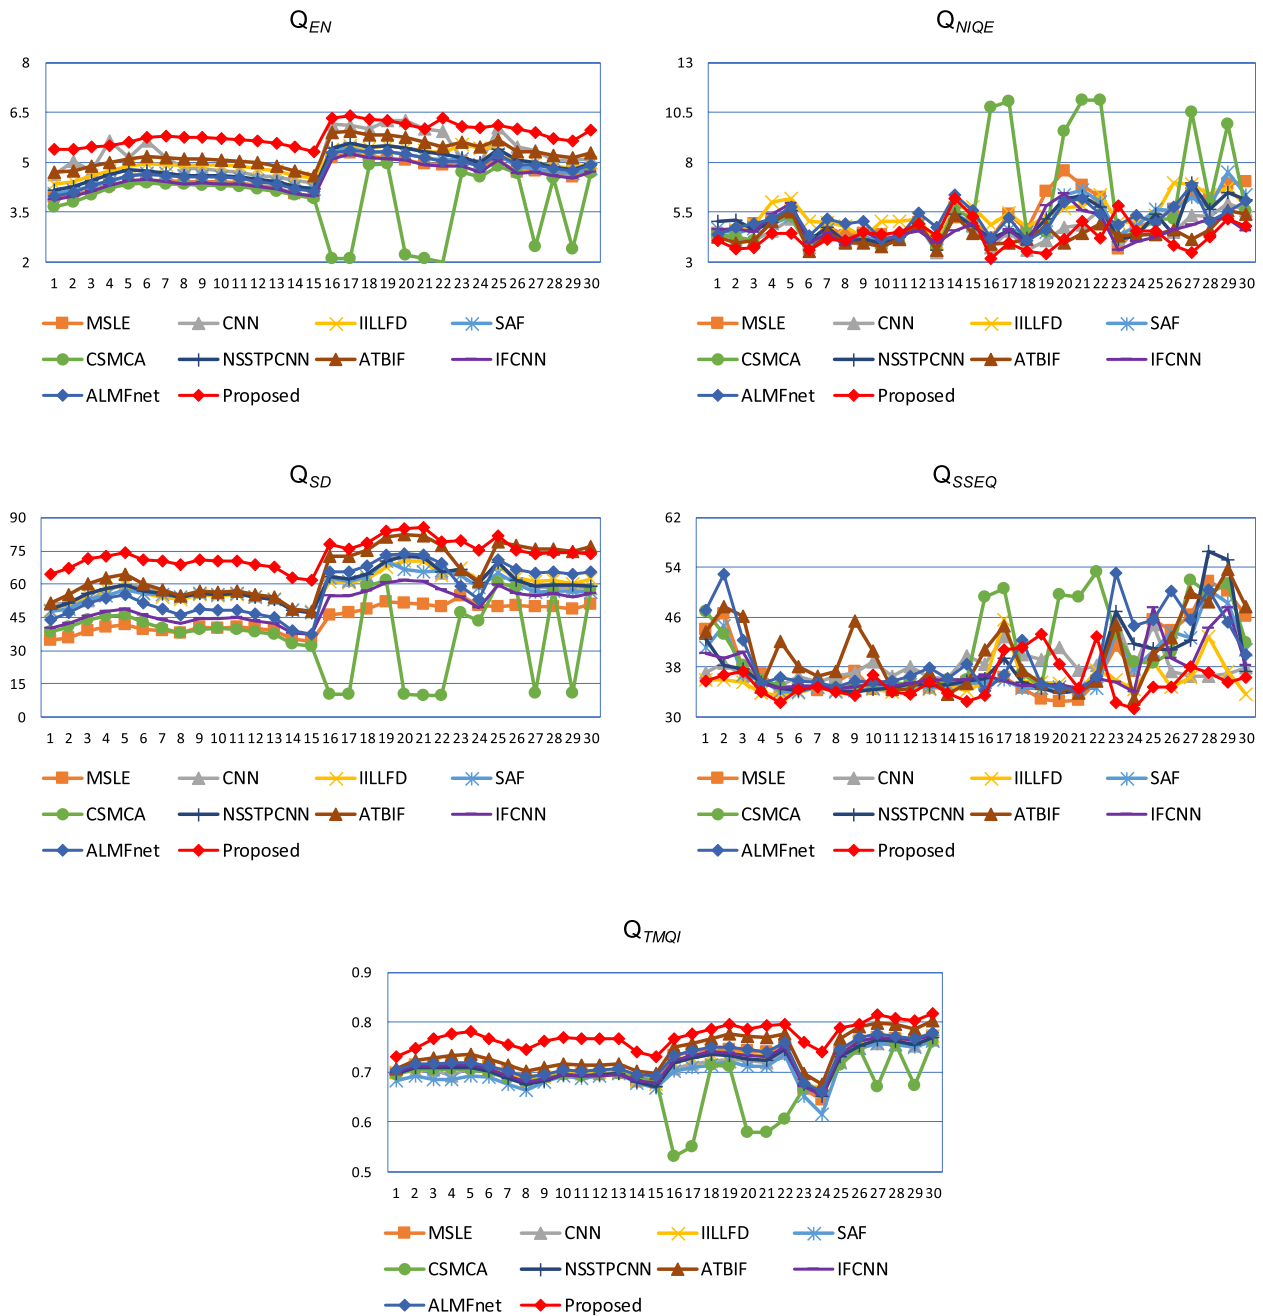 Q_EN
8
6.5
5
3.5
2
1 2 3 4 5 6 7 8 9 10 11 12 13 14 15 16 17 18 19 20 21 22 23 24 25 26 27 28 29 30
MSLE CNN IILLFD SAF
CSMCA NSSTPCNN ATBIF IFCNN
ALMFnet Proposed
Q_NIQE
13
10.5
8
5.5
3
1 2 3 4 5 6 7 8 9 10 11 12 13 14 15 16 17 18 19 20 21 22 23 24 25 26 27 28 29 30
MSLE CNN IILLFD SAF
CSMCA NSSTPCNN ATBIF IFCNN
ALMFnet Proposed
Q_SD
90
75
60
45
30
15
0
1 2 3 4 5 6 7 8 9 10 11 12 13 14 15 16 17 18 19 20 21 22 23 24 25 26 27 28 29 30
MSLE CNN IILLFD SAF
CSMCA NSSTPCNN ATBIF IFCNN
ALMFnet Proposed
Q_SSEQ
62
54
46
38
30
1 2 3 4 5 6 7 8 9 10 11 12 13 14 15 16 17 18 19 20 21 22 23 24 25 26 27 28 29 30
MSLE CNN IILLFD SAF
CSMCA NSSTPCNN ATBIF IFCNN
ALMFnet Proposed
Q_TMQI
0.9
0.8
0.7
0.6
0.5
1 2 3 4 5 6 7 8 9 10 11 12 13 14 15 16 17 18 19 20 21 22 23 24 25 26 27 28 29 30
MSLE CNN IILLFD SAF
CSMCA NSSTPCNN ATBIF IFCNN
ALMFnet Proposed